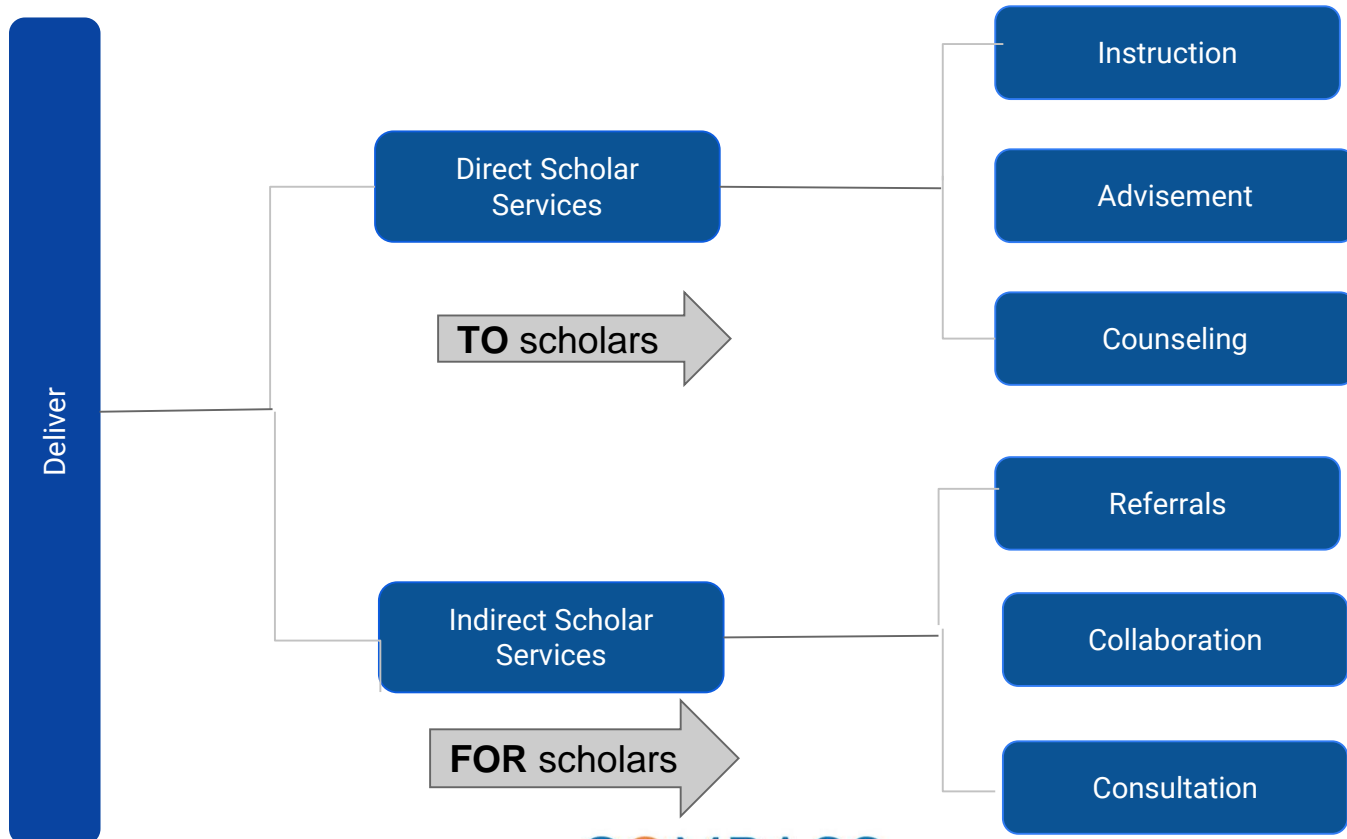 Deliver
Direct Scholar
Services
TO scholars
Instruction
Advisement
Counseling
Indirect Scholar
Services
FOR scholars
Referrals
Collaboration
Consultation